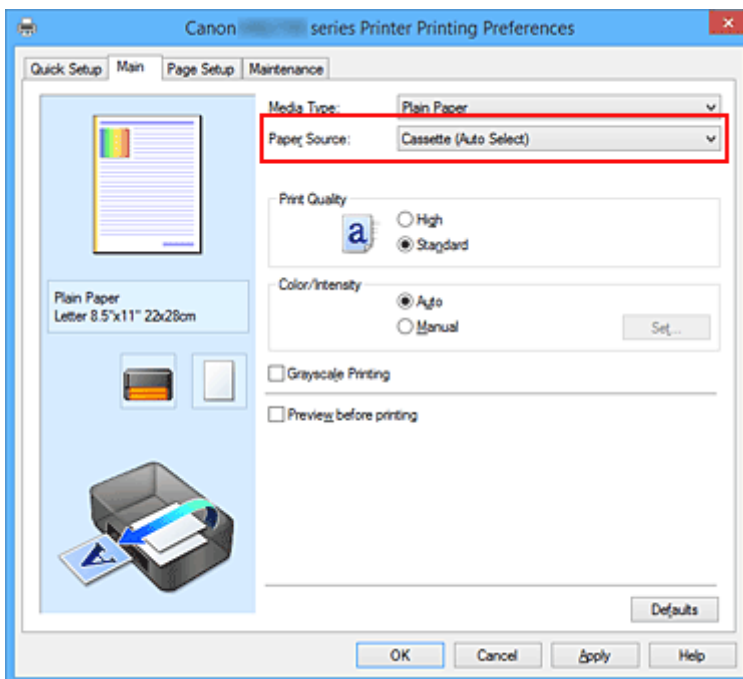 Canon series Printer Printing Preferences
Quick Setup Main Page Setup Maintenance
Media Type: Plain Paper
Paper Source: Cassette (Auto Select)
Print Quality
a
High
Standard
Plain Paper
Letter 8.5"x11" 22x28cm
Color/Intensity
Auto
Manual
Set...
Grayscale Printing
Preview before printing
A
Defaults
OK Cancel Apply Help